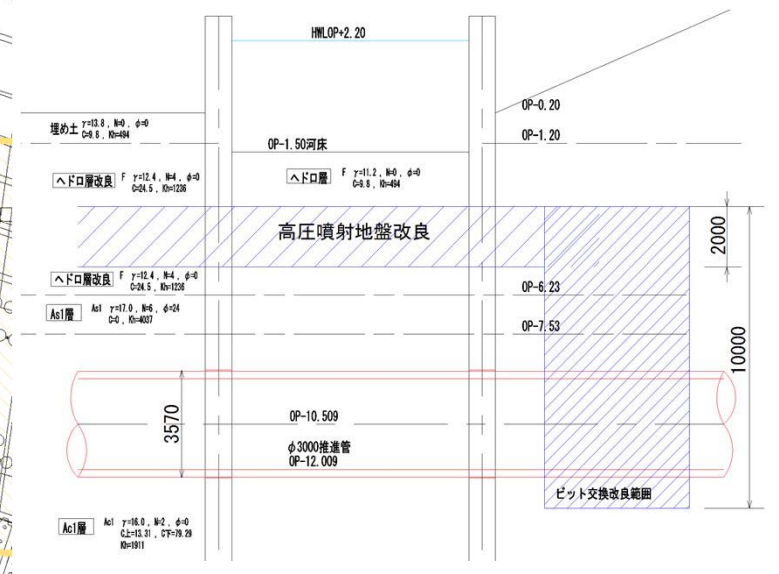 HWLOP+2.20
OP-0.20
埋め土 γ=13.8 , N=0 , φ=0
C=9.8 , Kh=494
OP-1.20
OP-1.50河床
ヘドロ層改良 F γ=12.4 , N=4 , φ=0
C=24.5 , Kh=1236
ヘドロ層 F γ=11.2 , N=0 , φ=0
C=9.8 , Kh=494
高圧噴射地盤改良
2000
ヘドロ層改良 F γ=12.4 , N=4 , φ=0
C=24.5 , Kh=1236
OP-6.23
As1層 As1 γ=17.0 , N=6 , φ=24
C=0 , Kh=4037
OP-7.53
10000
3570
OP-10.509
φ3000推進管
OP-12.009
ビット交換改良範囲
Ac1層 Ac1 γ=16.0 , N=2 , φ=0
C上=13.31 , C下=79.29
Kh=1911